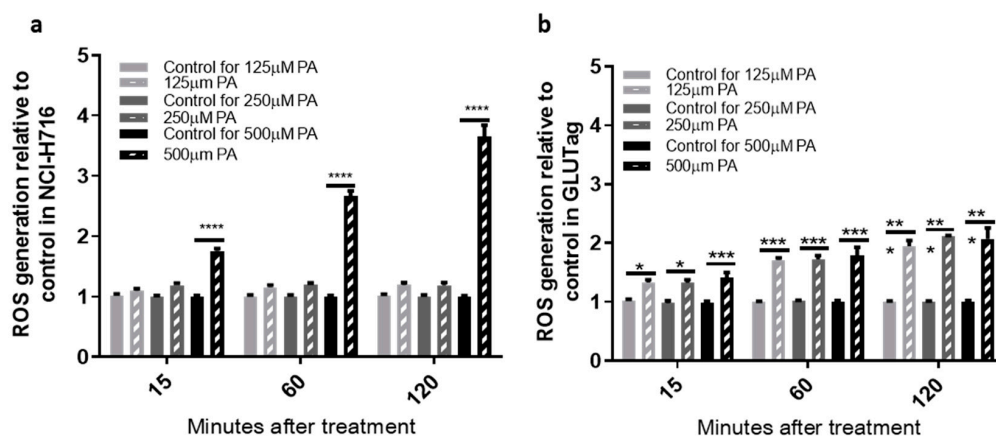 a
ROS generation relative to
control in NCI-H716
5
4
3
2
1
0
Control for 125μM PA
125μm PA
Control for 250μM PA
250μm PA
Control for 500μM PA
500μm PA
****
****
****
15
60
120
Minutes after treatment
b
ROS generation relative to
control in GLUTag
5
4
3
2
1
0
Control for 125μM PA
125μm PA
Control for 250μM PA
250μm PA
Control for 500μM PA
500μm PA
*
*
***
***
***
***
**
*
**
*
**
*
15
60
120
Minutes after treatment